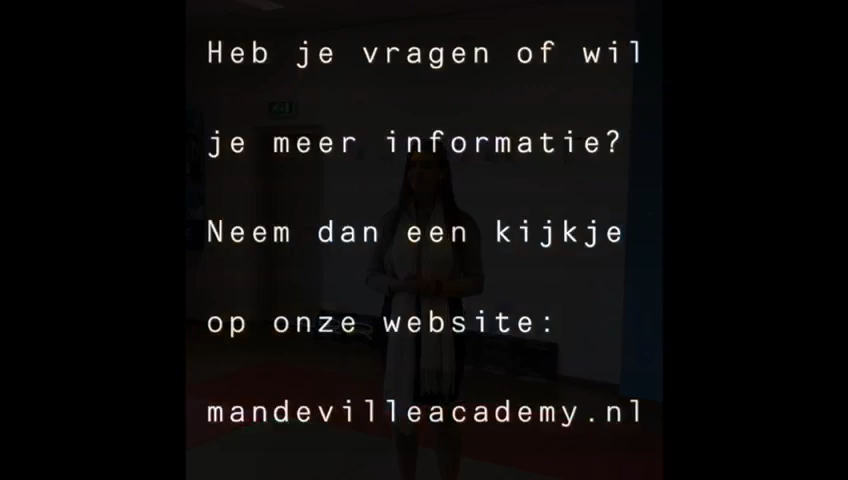 Heb je vragen of wil
je meer informatie?
Neem dan een kijkje
op onze website:
mandevilleacademy.nl